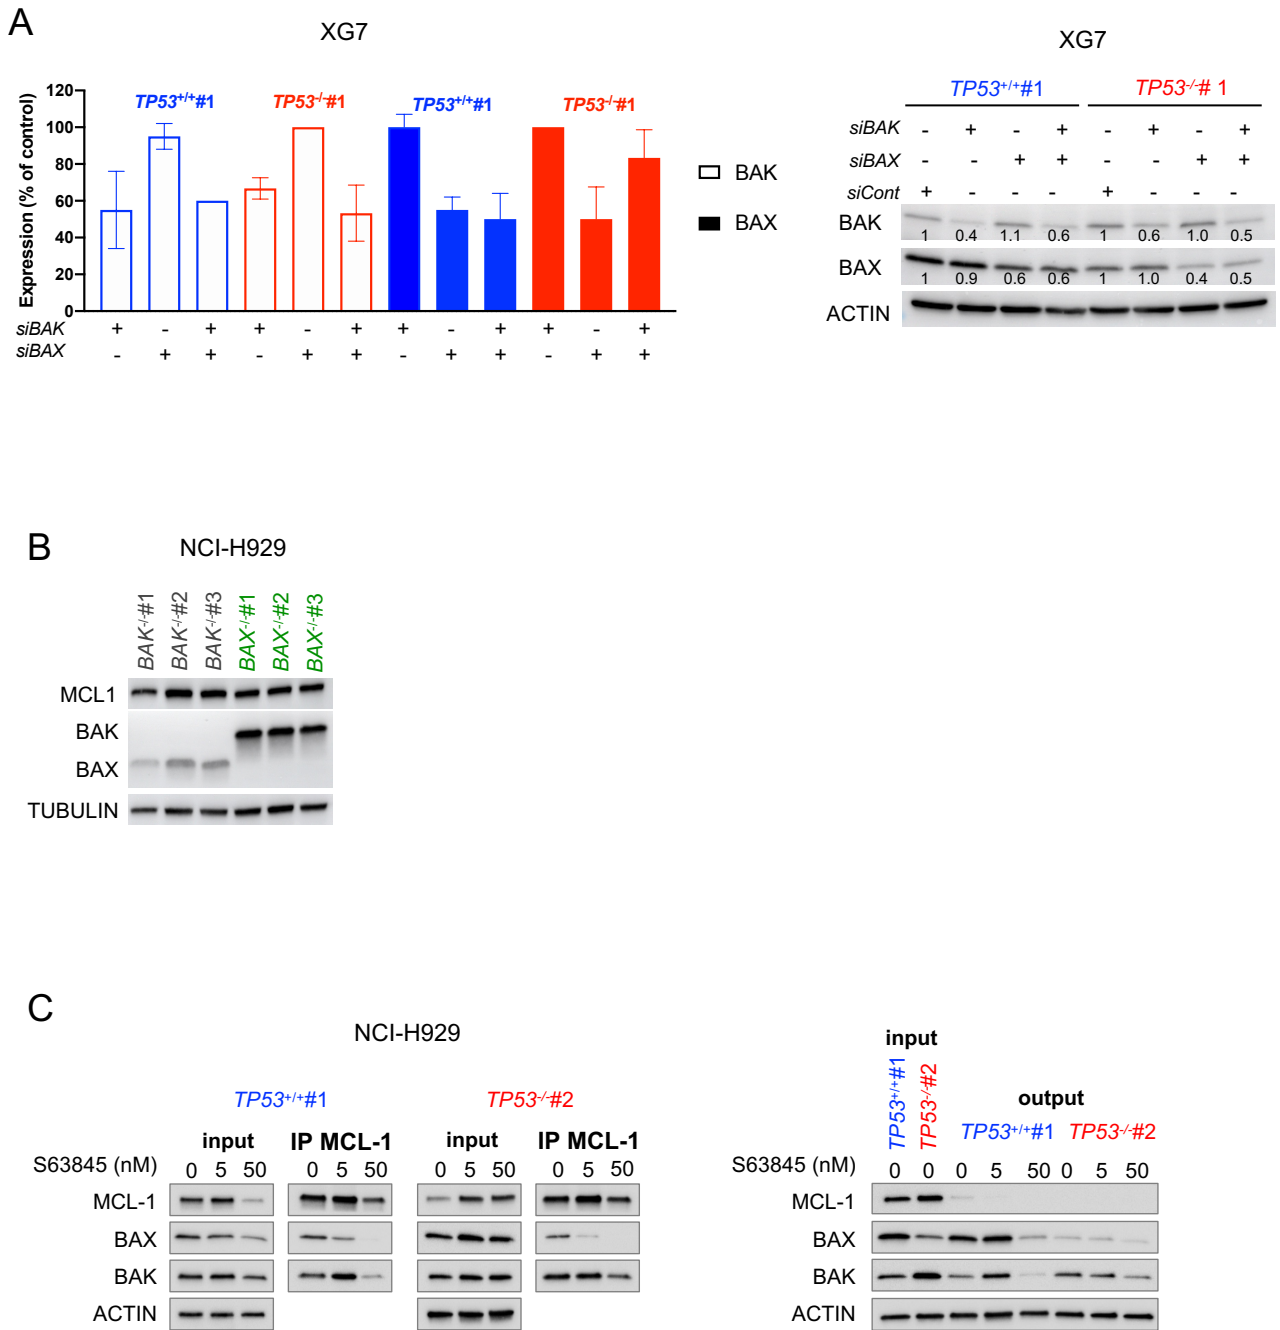 A
XG7
Expression (% of control)
120
100
80
60
40
20
0
TP53+/+#1
TP53-/-#1
TP53+/+#1
TP53-/-#1
siBAK + - + + - + + - + + - +
siBAX - + + - + + - + + - + +
BAK
BAX
XG7
TP53+/+#1 TP53-/-# 1
siBAK - + - + - + - +
siBAX - - + + - - + +
siCont + - - - + - - -
BAK 1 0.4 1.1 0.6 1 0.6 1.0 0.5
BAX 1 0.9 0.6 0.6 1 1.0 0.4 0.5
ACTIN
B
NCI-H929
BAK-/-#1
BAK-/-#2
BAK-/-#3
BAX-/-#1
BAX-/-#2
BAX-/-#3
MCL1
BAK
BAX
TUBULIN
C
NCI-H929
TP53+/+#1 TP53-/-#2
input IP MCL-1 input IP MCL-1
S63845 (nM) 0 5 50 0 5 50 0 5 50 0 5 50
MCL-1
BAX
BAK
ACTIN
input
TP53+/+#1
TP53-/-#2
output
TP53+/+#1 TP53-/-#2
S63845 (nM) 0 0 0 5 50 0 5 50
MCL-1
BAX
BAK
ACTIN